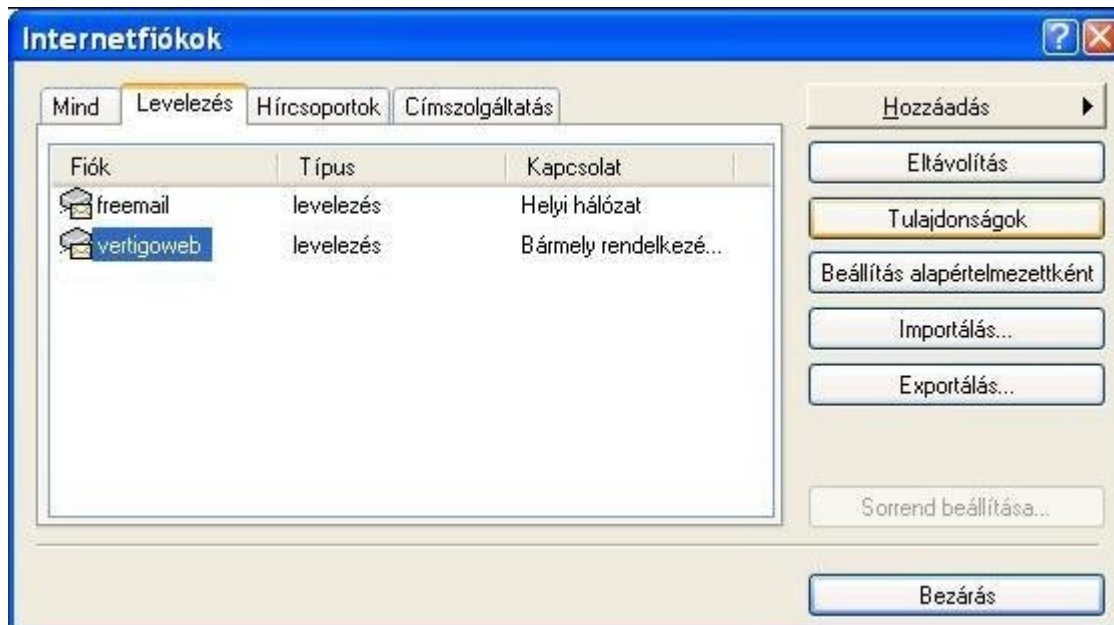 Internetfiókok
Mind Levelezés Hírcsoportok Címszolgáltatás
Fiók Típus Kapcsolat
freemail levelezés Helyi hálózat
vertigoweb levelezés Bármely rendelkezé...
Hozzáadás
Eltávolítás
Tulajdonságok
Beállítás alapértelmezettként
Importálás...
Exportálás...
Sorrend beállítása...
Bezárás